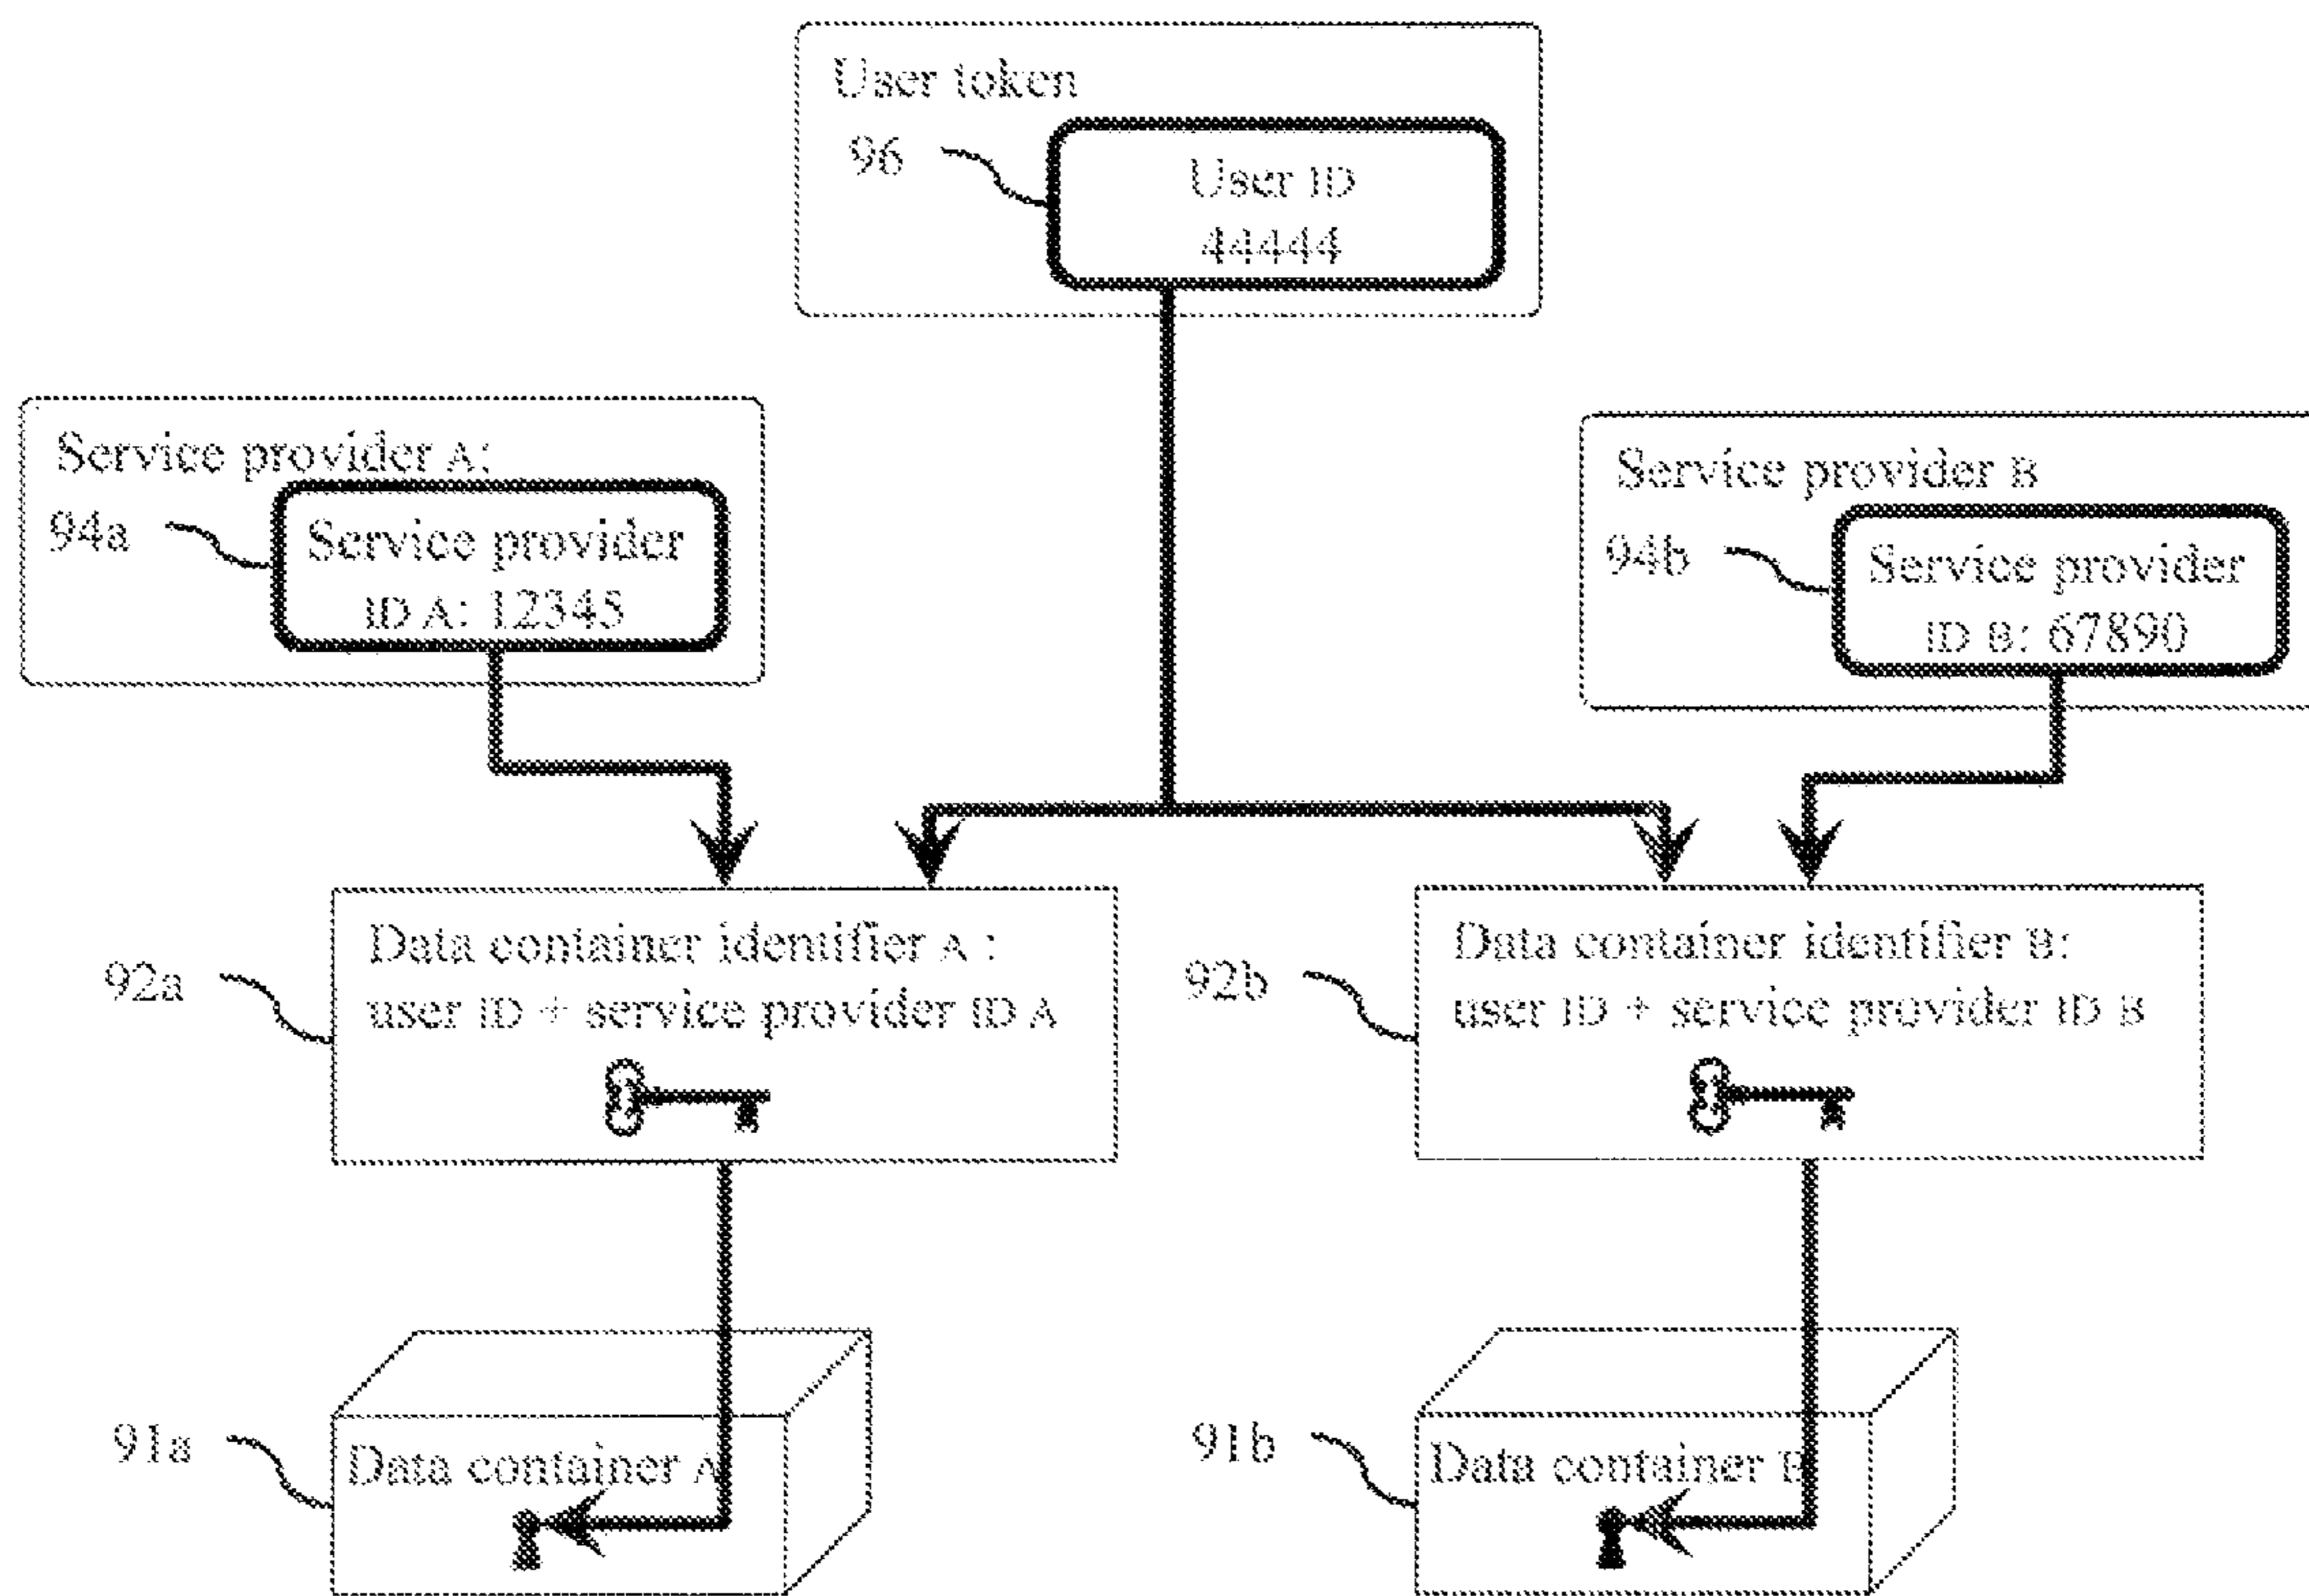 User token
96
User ID
44444
Service provider A:
94a
Service provider
ID A: 12345
Service provider B
94b
Service provider
ID B: 67890
92a
Data container identifier A :
user ID + service provider ID A
92b
Data container identifier B:
user ID + service provider ID B
91a
Data container A
91b
Data container B